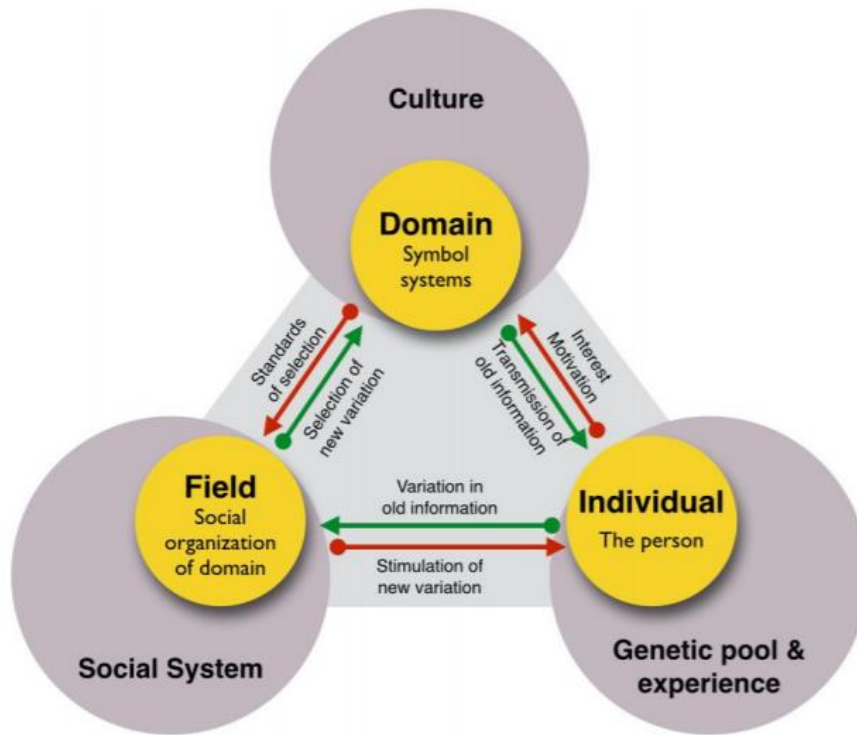 Culture
Domain
Symbol
systems
Standards
of selection
Selection of
new variation
Interest
Motivation
Transmission of
old information
Field
Social
organization
of domain
Variation in
old information
Stimulation of
new variation
Individual
The person
Social System
Genetic pool &
experience